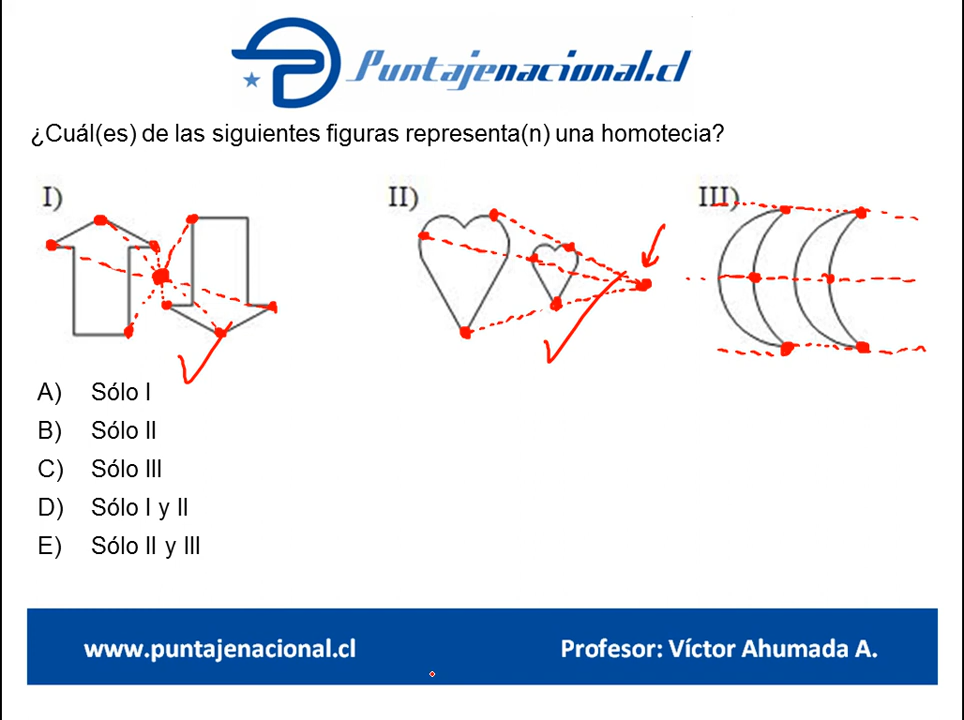 Puntajenacional.cl
¿Cuál(es) de las siguientes figuras representa(n) una homotecia?
I) II) III)
A) Sólo I
B) Sólo II
C) Sólo III
D) Sólo I y II
E) Sólo II y III
www.puntajenacional.cl Profesor: Víctor Ahumada A.